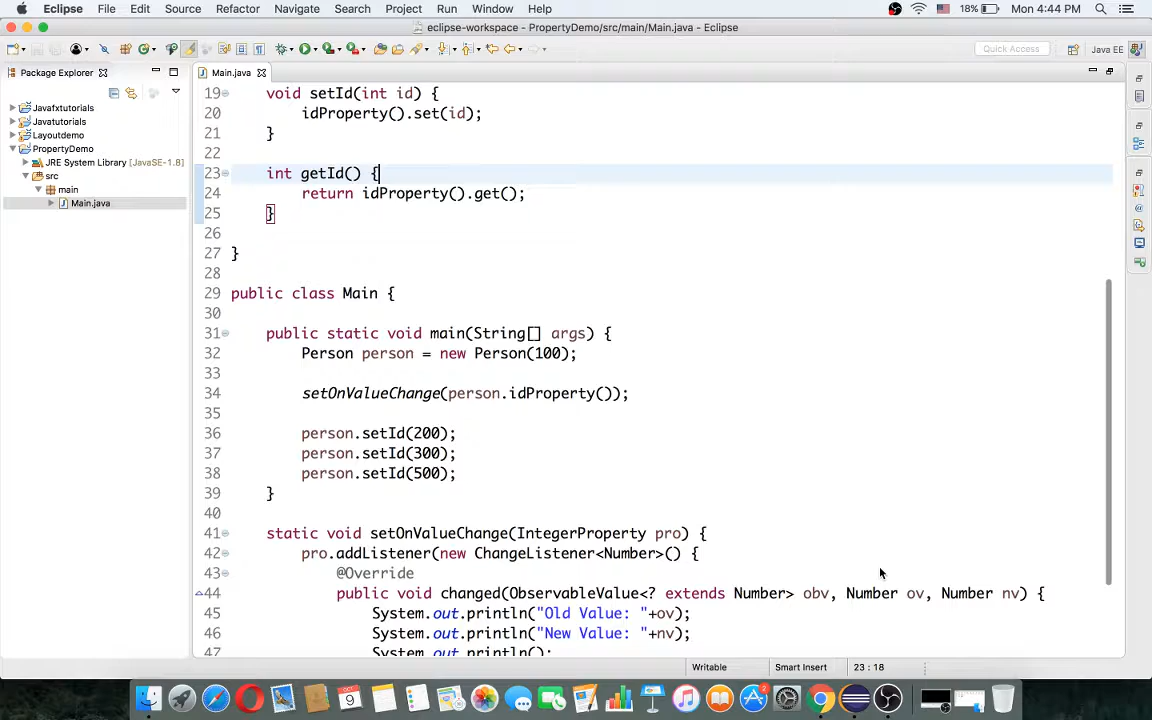 Eclipse File Edit Source Refactor Navigate Search Project Run Window Help 18% Mon 4:44 PM
eclipse-workspace - PropertyDemo/src/main/Main.java - Eclipse
Quick Access Java EE
Package Explorer
Main.java
Javafxtutorials
Javatutorials
Layoutdemo
PropertyDemo
JRE System Library [JavaSE-1.8]
src
main
Main.java
19 void setId(int id) {
20 idProperty().set(id);
21 }
22
23 int getId() {
24 return idProperty().get();
25 }
26
27 }
28
29 public class Main {
30
31 public static void main(String[] args) {
32 Person person = new Person(100);
33
34 setOnValueChange(person.idProperty());
35
36 person.setId(200);
37 person.setId(300);
38 person.setId(500);
39 }
40
41 static void setOnValueChange(IntegerProperty pro) {
42 pro.addListener(new ChangeListener<Number>() {
43 @Override
44 public void changed(ObservableValue<? extends Number> obv, Number ov, Number nv) {
45 System.out.println("Old Value: "+ov);
46 System.out.println("New Value: "+nv);
47 System.out.println();
Writable Smart Insert 23 : 18
OCT
9
2